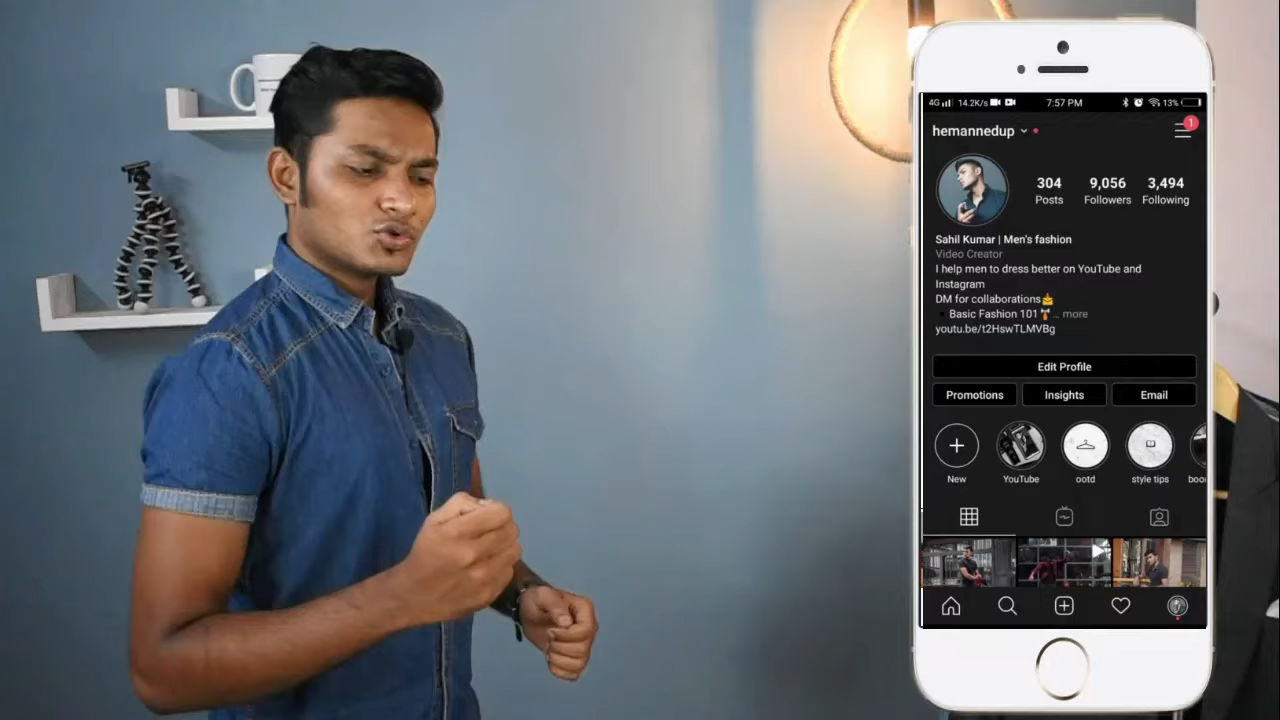 4G 14.2K/s 7:57 PM 13%
hemannedup 1
304 9,056 3,494
Posts Followers Following
Sahil Kumar | Men's fashion
Video Creator
I help men to dress better on YouTube and
Instagram
DM for collaborations📥
Basic Fashion 101👔... more
youtu.be/t2HswTLMVBg
Edit Profile
Promotions Insights Email
New YouTube ootd style tips boo